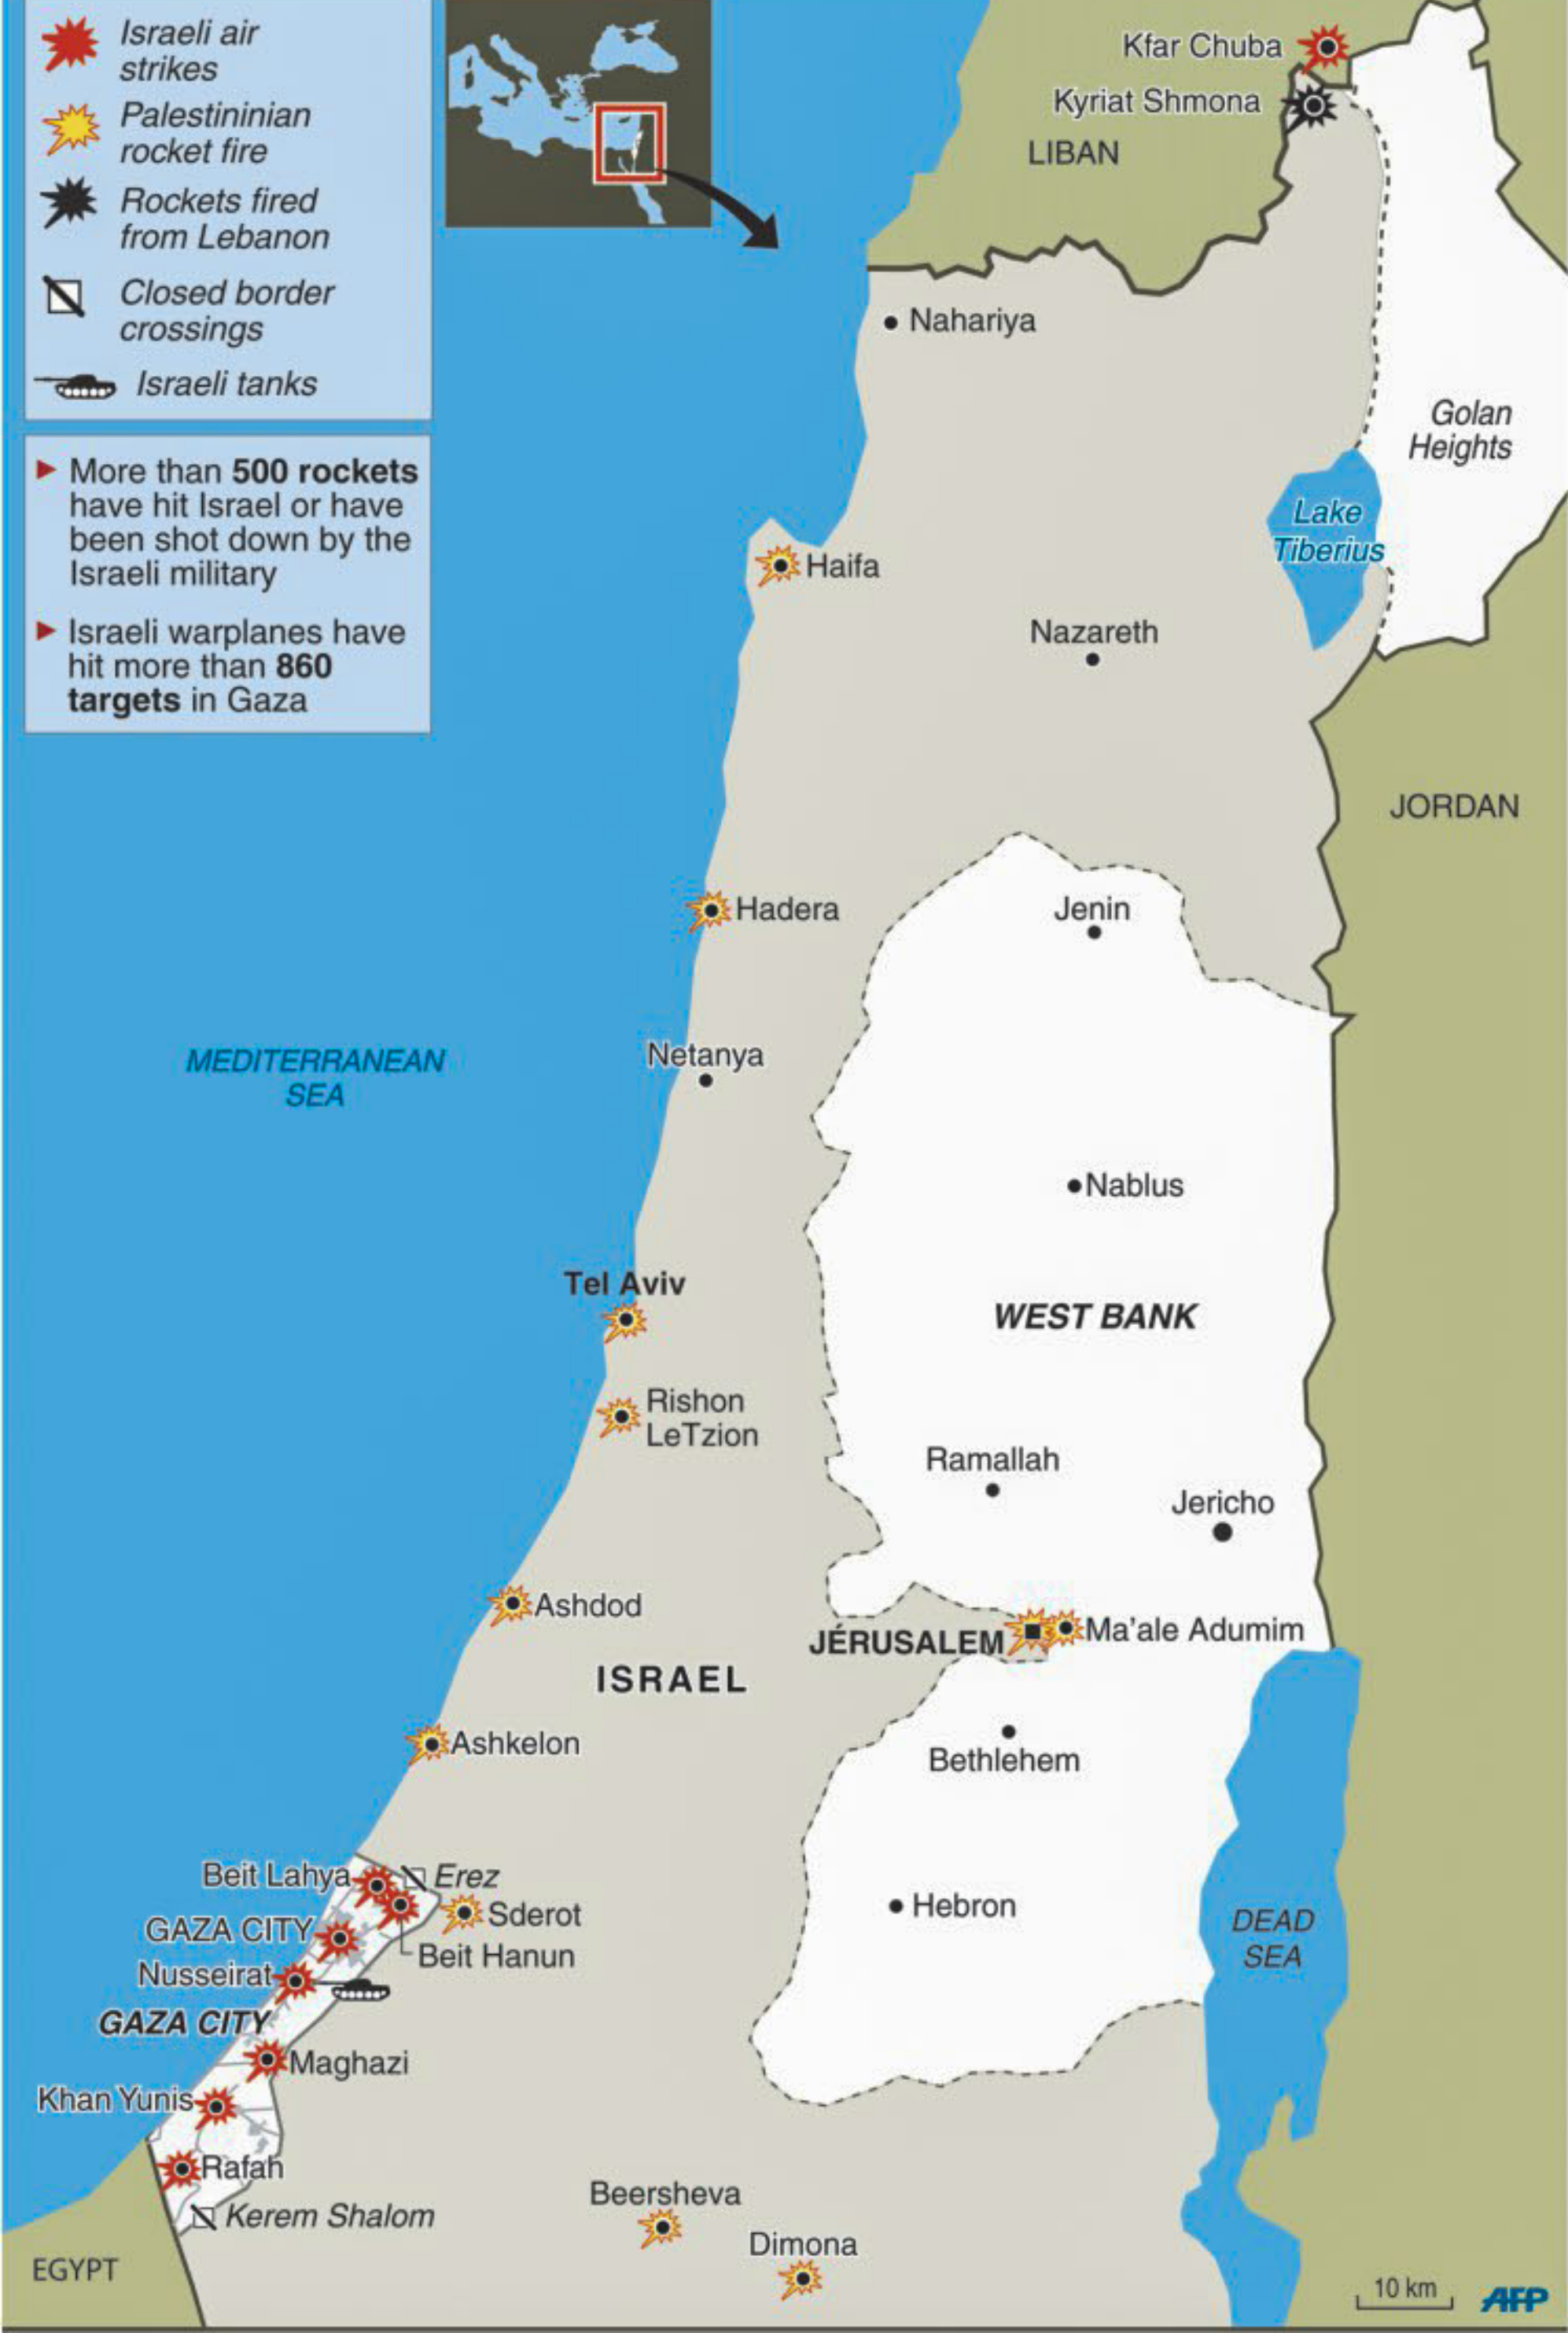 Israeli air
strikes
Palestininian
rocket fire
Rockets fired
from Lebanon
Closed border
crossings
Israeli tanks
More than 500 rockets
have hit Israel or have
been shot down by the
Israeli military
Israeli warplanes have
hit more than 860
targets in Gaza
Kfar Chuba
Kyriat Shmona
LIBAN
Nahariya
Golan
Heights
Lake
Tiberius
Haifa
Nazareth
JORDAN
Hadera
Jenin
MEDITERRANEAN
SEA
Netanya
Nablus
Tel Aviv
WEST BANK
Rishon
LeTzion
Ramallah
Jericho
Ashdod
JÉRUSALEM
Ma'ale Adumim
ISRAEL
Ashkelon
Bethlehem
Beit Lahya
Erez
Sderot
Hebron
GAZA CITY
Beit Hanun
DEAD
SEA
Nusseirat
GAZA CITY
Maghazi
Khan Yunis
Rafah
Kerem Shalom
Beersheva
Dimona
EGYPT
10 km
AFP